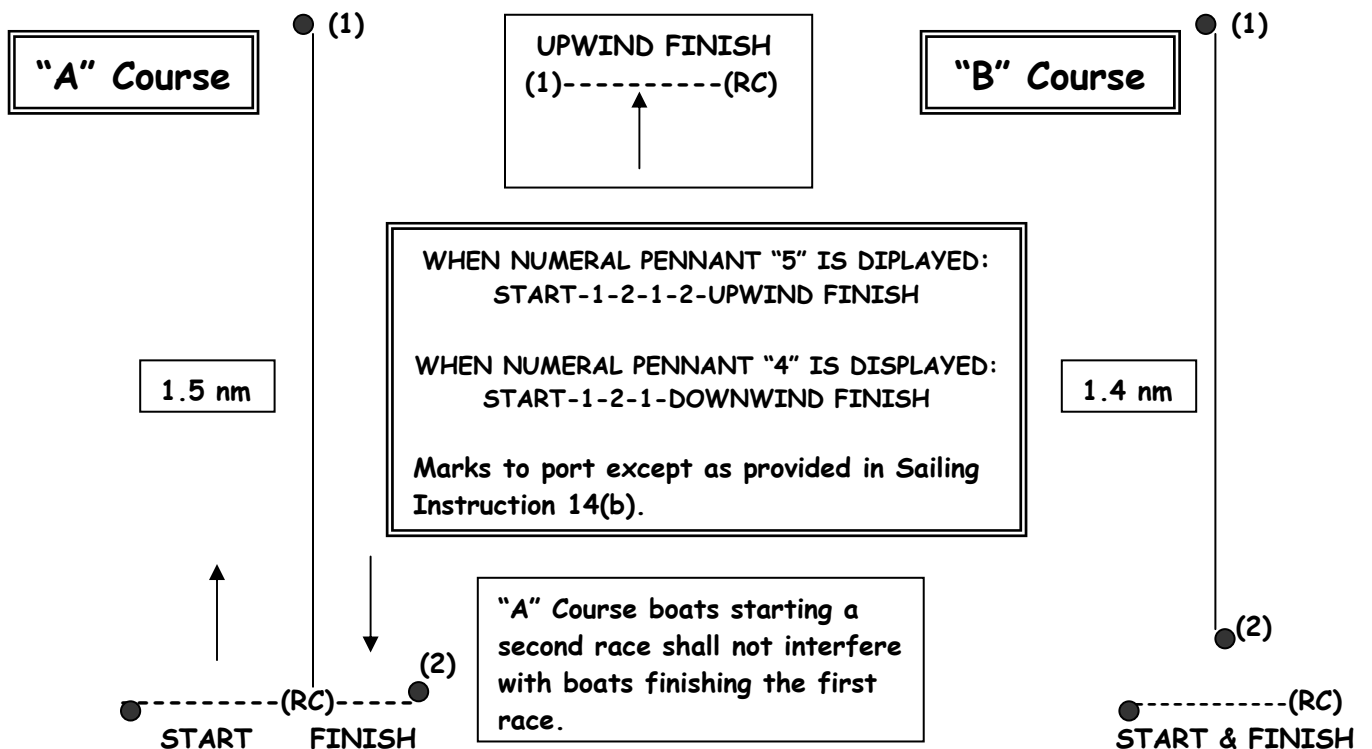 (1)
“A” Course
UPWIND FINISH
(1)-----------(RC)
“B” Course
(1)
WHEN NUMERAL PENNANT “5” IS DIPLAYED:
START-1-2-1-2-UPWIND FINISH
WHEN NUMERAL PENNANT “4” IS DISPLAYED:
START-1-2-1-DOWNWIND FINISH
Marks to port except as provided in Sailing
Instruction 14(b).
1.5 nm
1.4 nm
“A” Course boats starting a
second race shall not interfere
with boats finishing the first
race.
(2)
(RC)
START FINISH
(2)
(RC)
START & FINISH